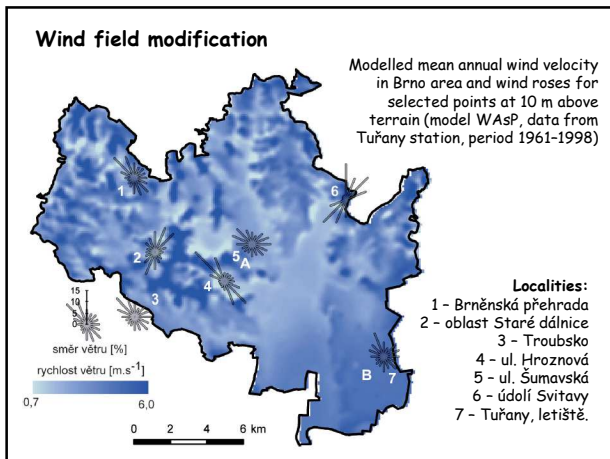 Wind field modification
Modelled mean annual wind velocity
in Brno area and wind roses for
selected points at 10 m above
terrain (model WAsP, data from
Tuřany station, period 1961–1998)
1
6
2
5
A
4
3
15
10
5
0
směr větru [%]
rychlost větru [m.s⁻¹]
0,7
6,0
B
7
0 2 4 6 km
Localities:
1 – Brněnská přehrada
2 – oblast Staré dálnice
3 – Troubsko
4 – ul. Hroznová
5 – ul. Šumavská
6 – údolí Svitavy
7 – Tuřany, letiště.